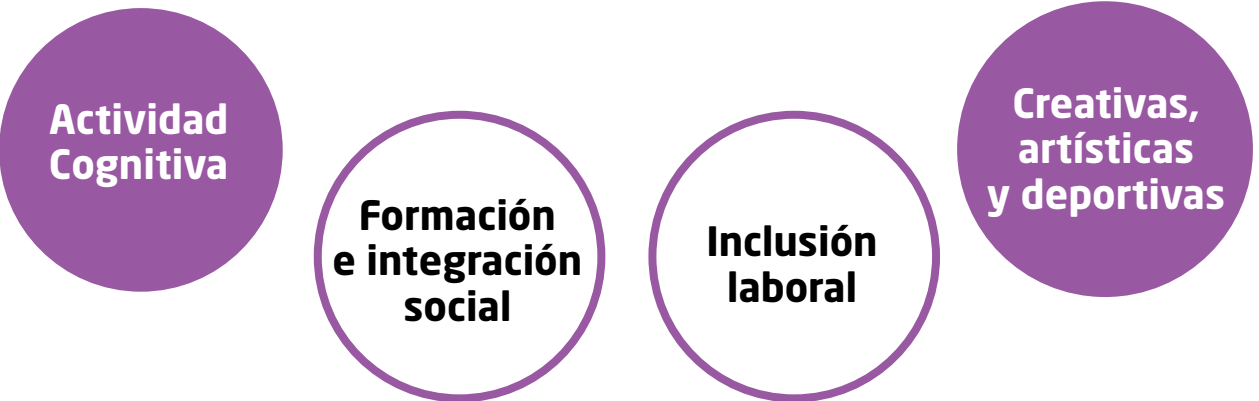 Actividad
Cognitiva
Formación
e integración
social
Inclusión
laboral
Creativas,
artísticas
y deportivas